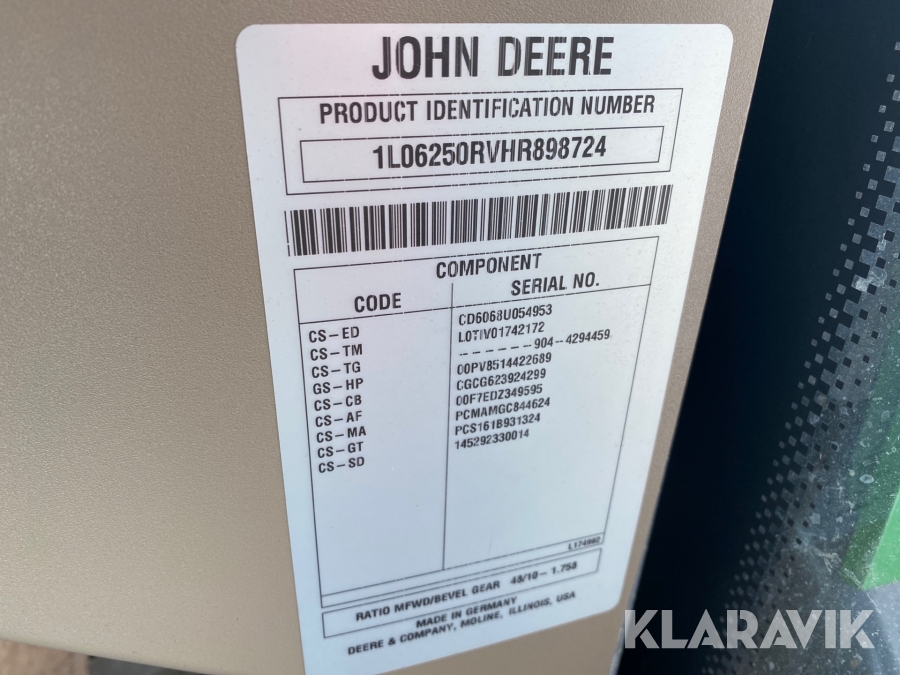 JOHN DEERE
PRODUCT IDENTIFICATION NUMBER
1L06250RVHR898724
COMPONENT
CODE SERIAL NO.
CS-ED CD6068U054953
CS-TM L0TIV01742172
CS-TG ------904-4294459
GS-HP 00PV8514422689
CS-CB CGCG623924299
CS-AF 00F7EDZ349595
CS-MA PCMAMGC844624
CS-GT PCS161B931324
CS-SD 145292330014
L174982
RATIO MFWD/BEVEL GEAR 48/10-1.758
MADE IN GERMANY
DEERE & COMPANY, MOLINE, ILLINOIS, USA
KLARAVIK